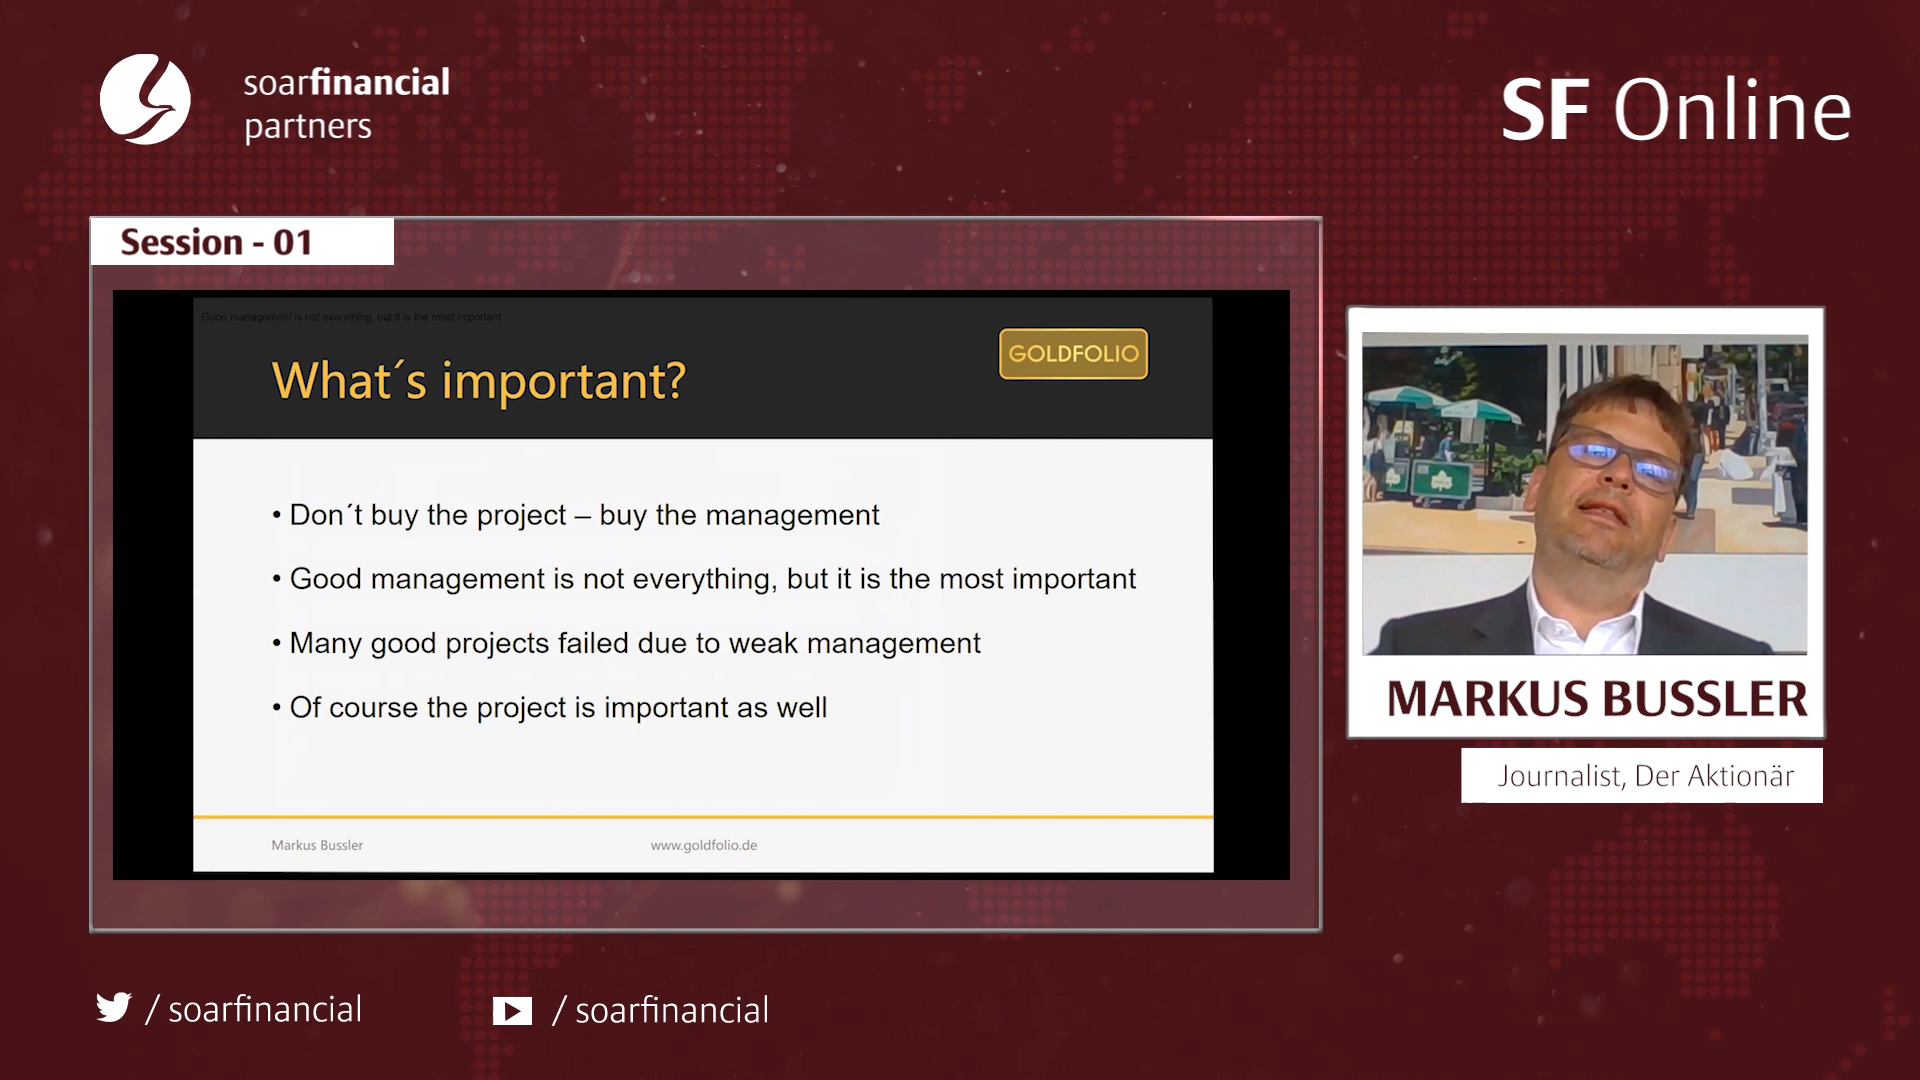 soarfinancial
partners
SF Online
Session - 01
Good management is not everything, but it is the most important
What´s important?
GOLDFOLIO
• Don´t buy the project – buy the management
• Good management is not everything, but it is the most important
• Many good projects failed due to weak management
• Of course the project is important as well
Markus Bussler
www.goldfolio.de
MARKUS BUSSLER
Journalist, Der Aktionär
/ soarfinancial
/ soarfinancial